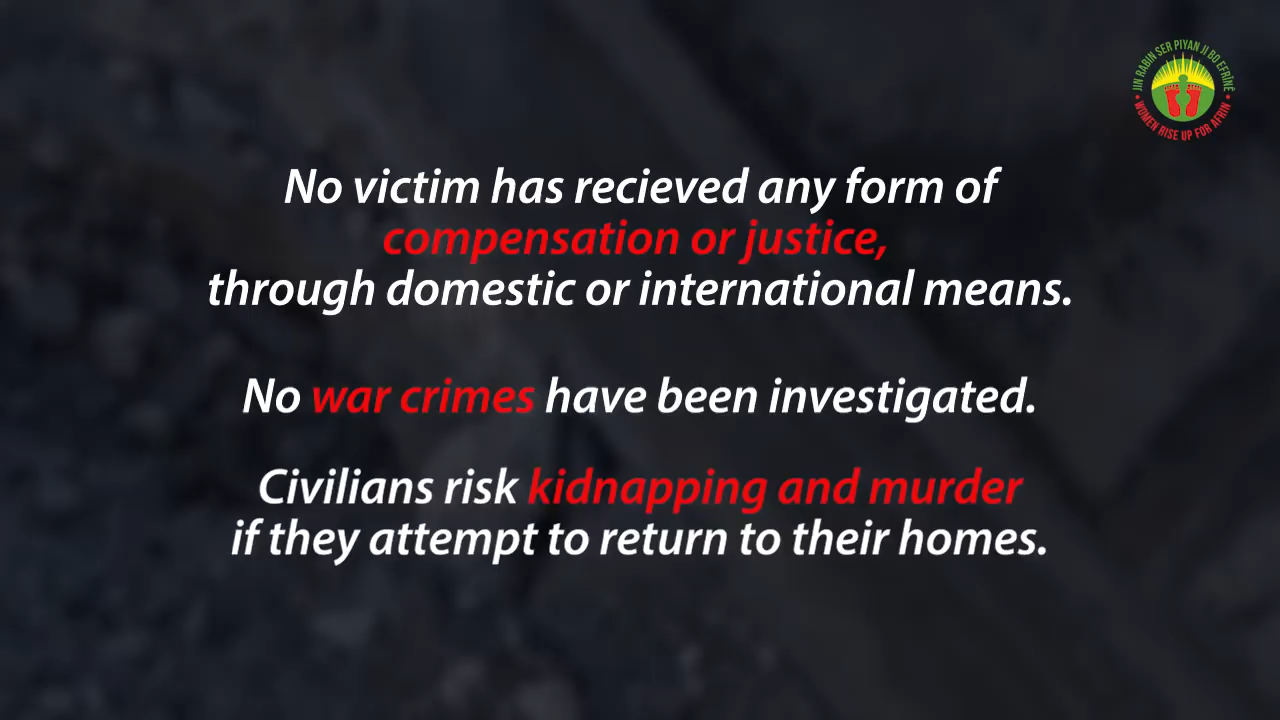 JIN RABIN SER PIYAN JI BO EFRÎNÊ
WOMEN RISE UP FOR AFRIN
No victim has recieved any form of
compensation or justice,
through domestic or international means.
No war crimes have been investigated.
Civilians risk kidnapping and murder
if they attempt to return to their homes.